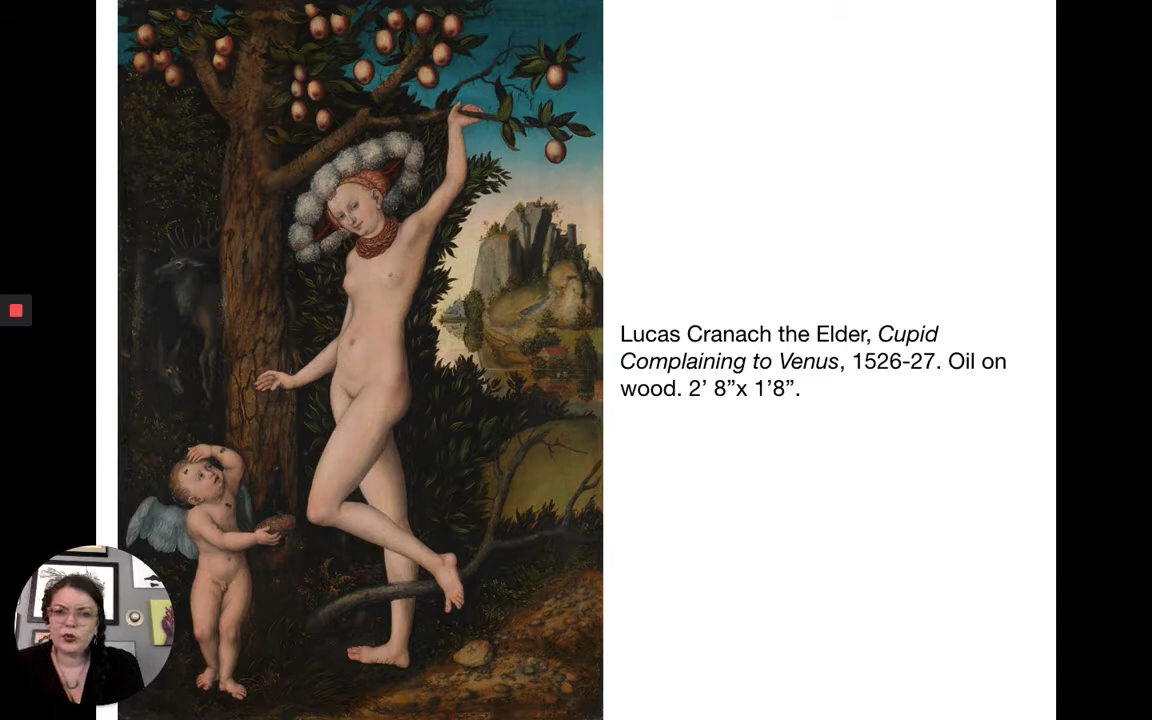 Lucas Cranach the Elder, Cupid
Complaining to Venus, 1526-27. Oil on
wood. 2’ 8”x 1’8”.